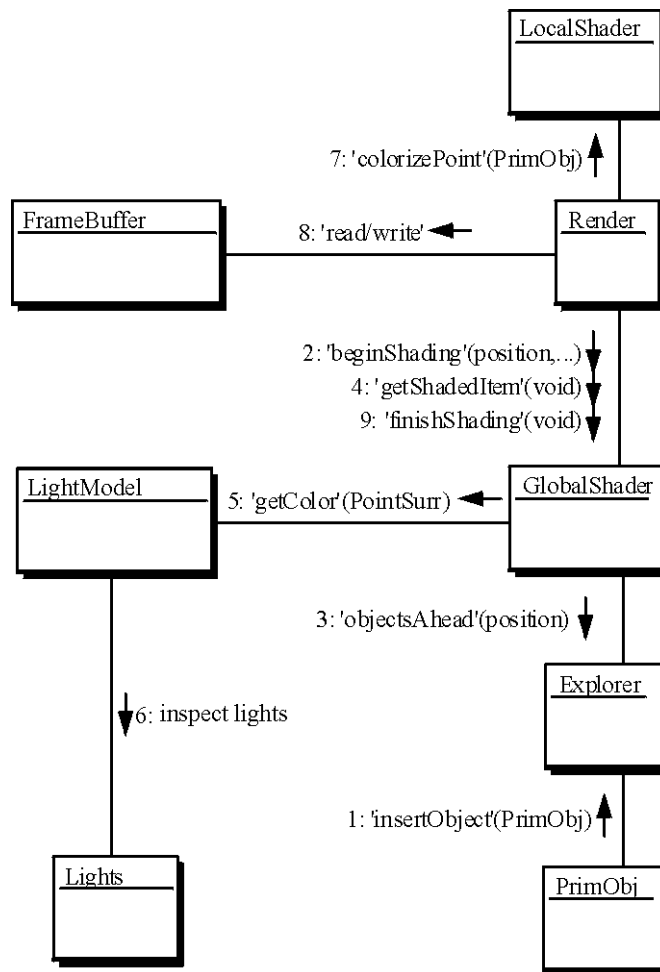 LocalShader
7: 'colorizePoint'(PrimObj)
FrameBuffer
Render
8: 'read/write'
2: 'beginShading'(position,...)
4: 'getShadedItem'(void)
9: 'finishShading'(void)
LightModel
GlobalShader
5: 'getColor'(PointSurr)
3: 'objectsAhead'(position)
Explorer
6: inspect lights
1: 'insertObject'(PrimObj)
Lights
PrimObj